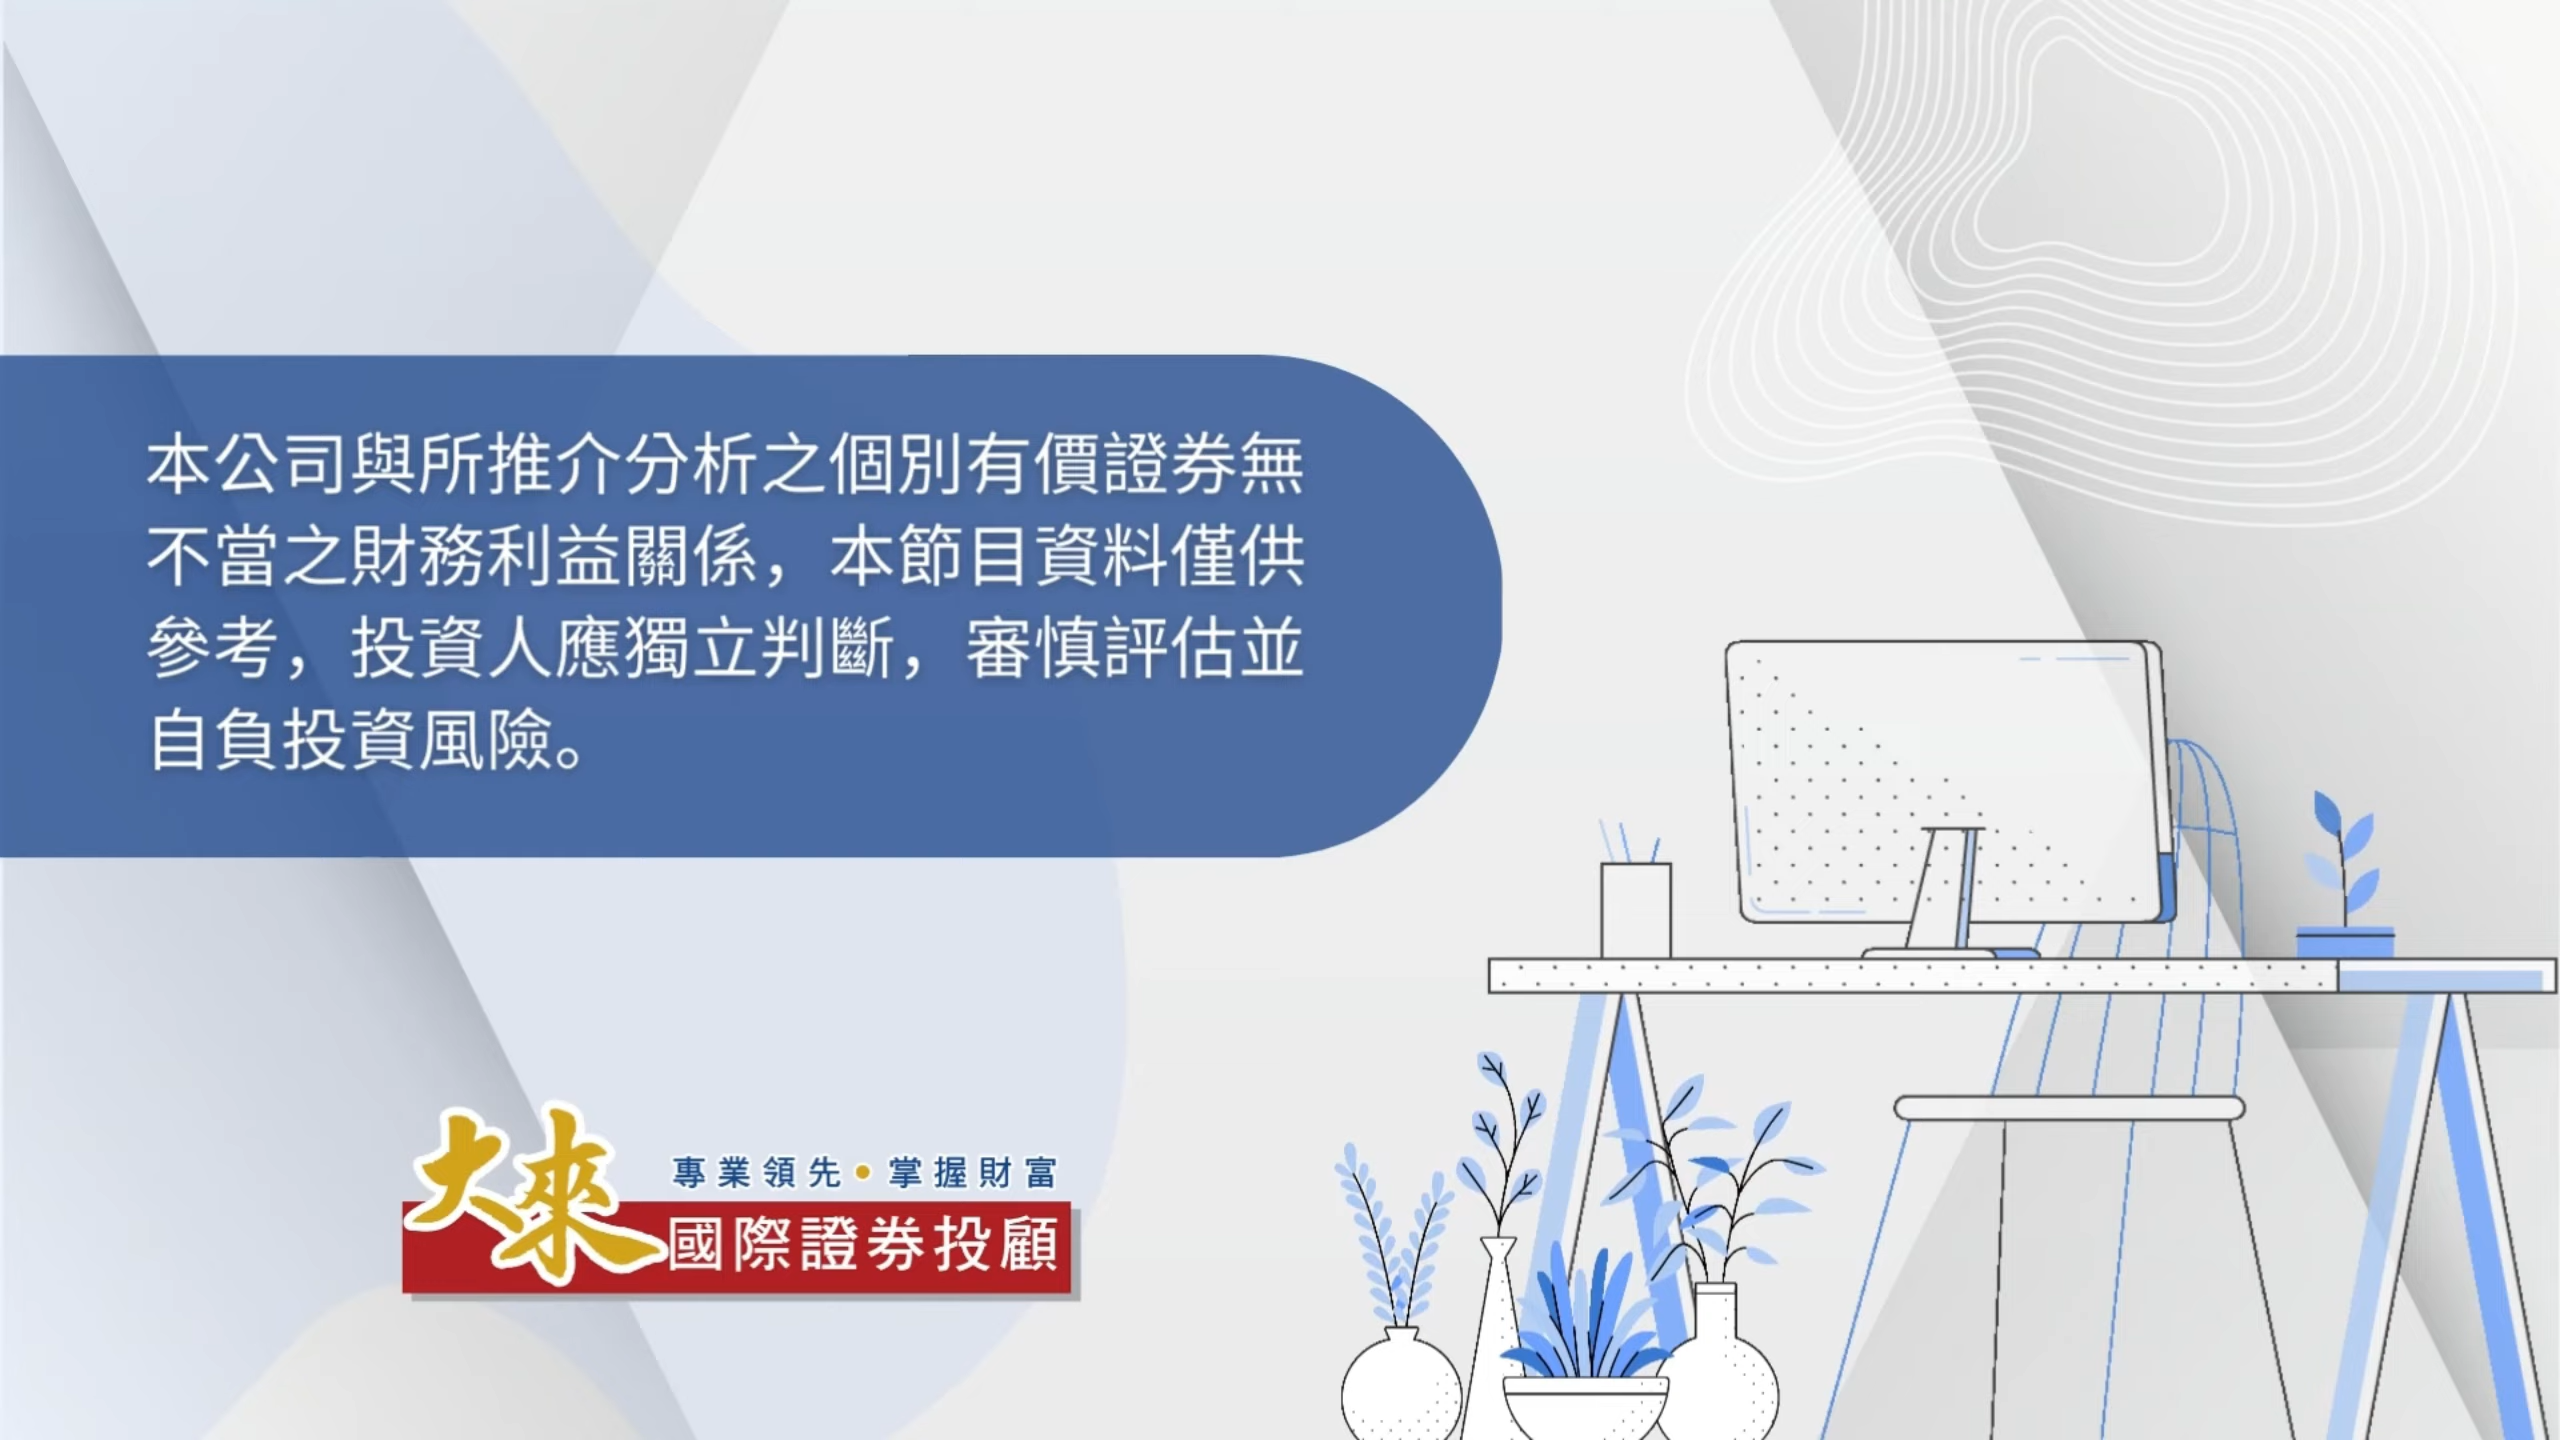 本公司與所推介分析之個別有價證券無
不當之財務利益關係，本節目資料僅供
參考，投資人應獨立判斷，審慎評估並
自負投資風險。
專業領先•掌握財富
大來國際證券投顧